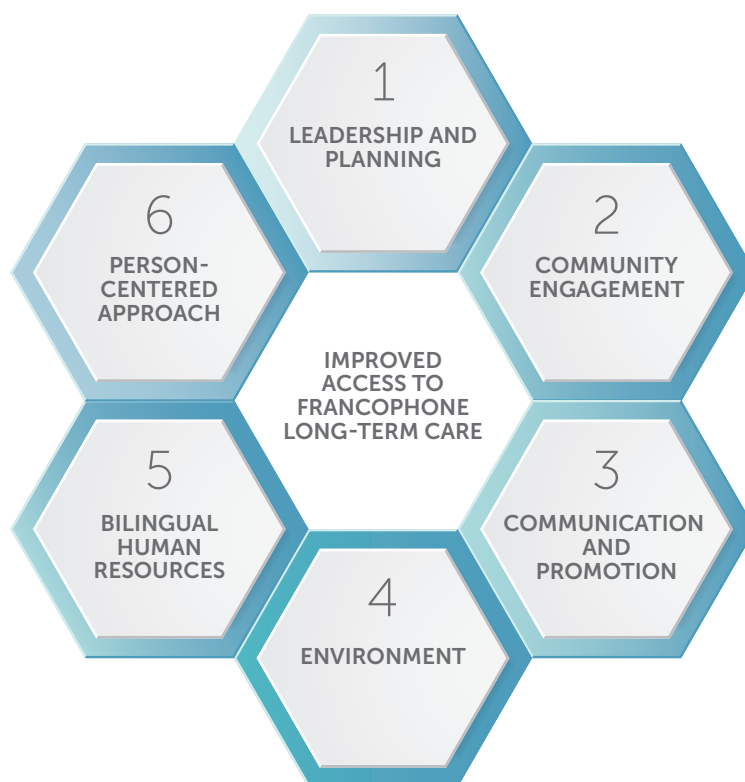 1
LEADERSHIP AND
PLANNING
2
COMMUNITY
ENGAGEMENT
3
COMMUNICATION
AND
PROMOTION
4
ENVIRONMENT
5
BILINGUAL
HUMAN
RESOURCES
6
PERSON-
CENTERED
APPROACH
IMPROVED
ACCESS TO
FRANCOPHONE
LONG-TERM CARE